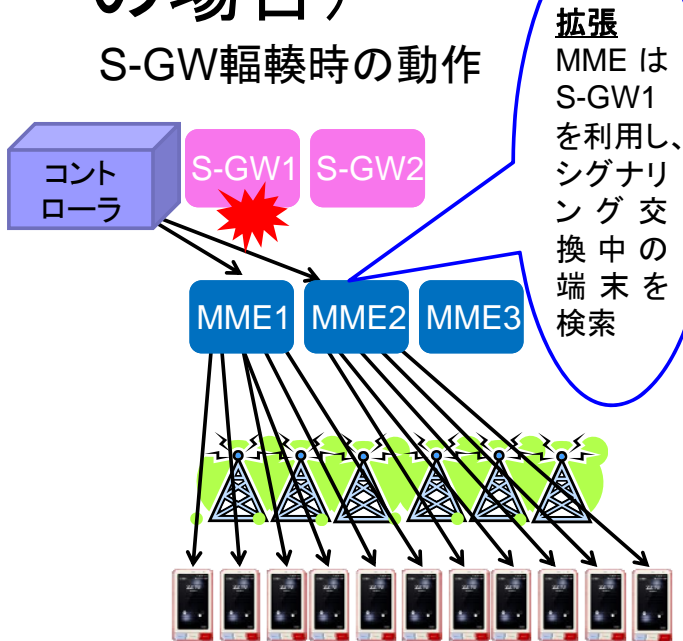 の場合）
S-GW輻輳時の動作
拡張
MME は
S-GW1
を利用し、
シグナリ
ング交
換中の
端末を
検索
コント
ローラ
S-GW1
S-GW2
MME1
MME2
MME3